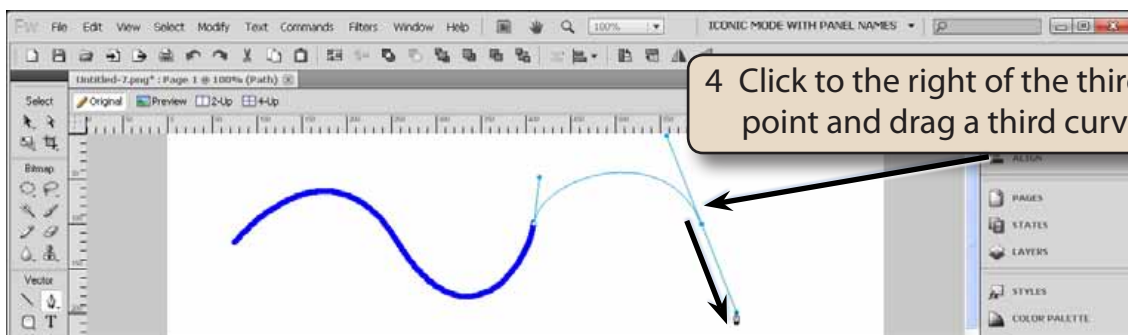 Fw File Edit View Select Modify Text Commands Filters Window Help 100% ICONIC MODE WITH PANEL NAMES
Untitled-2.png* : Page 1 @ 100% (Path)
Select Original Preview 2-Up 4-Up
4 Click to the right of the third
point and drag a third curv
ALIGN
Bitmap
PAGES
STATES
LAYERS
Vector
STYLES
COLOR PALETTE
T